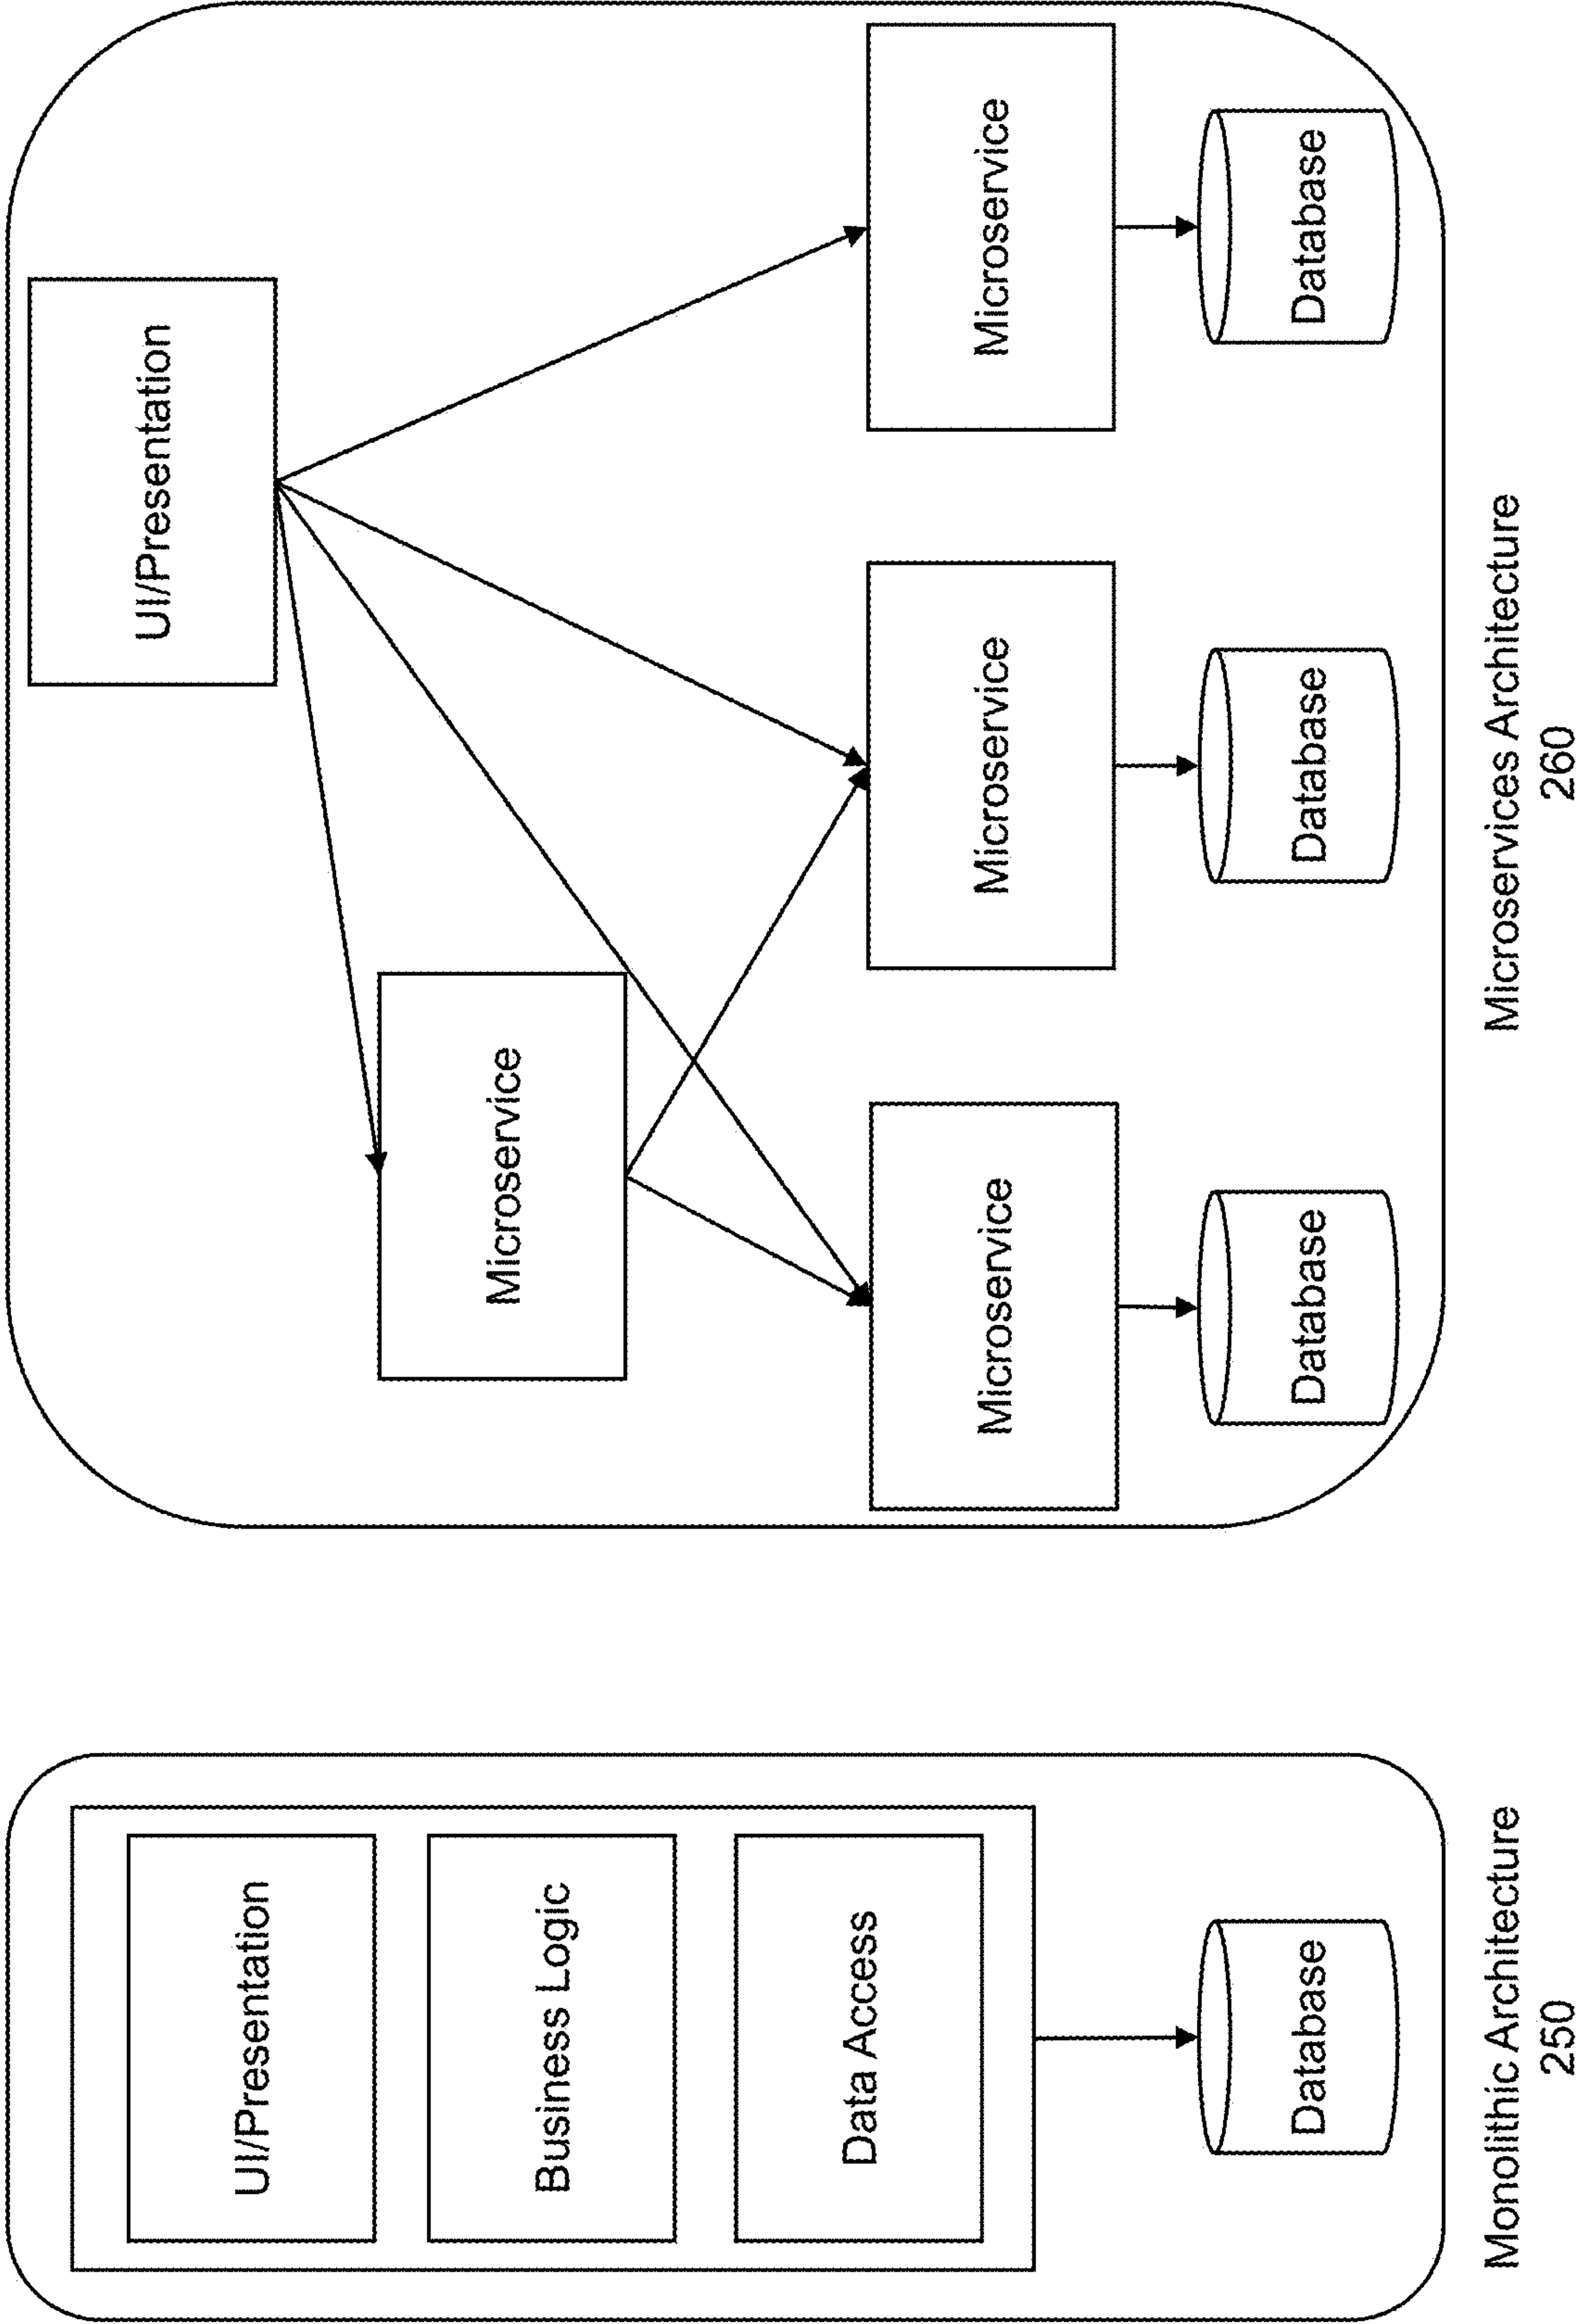 UI/Presentation
Business Logic
Data Access
Database
Monolithic Architecture
250
UI/Presentation
Microservice
Microservice
Microservice
Microservice
Database
Database
Database
Microservices Architecture
260